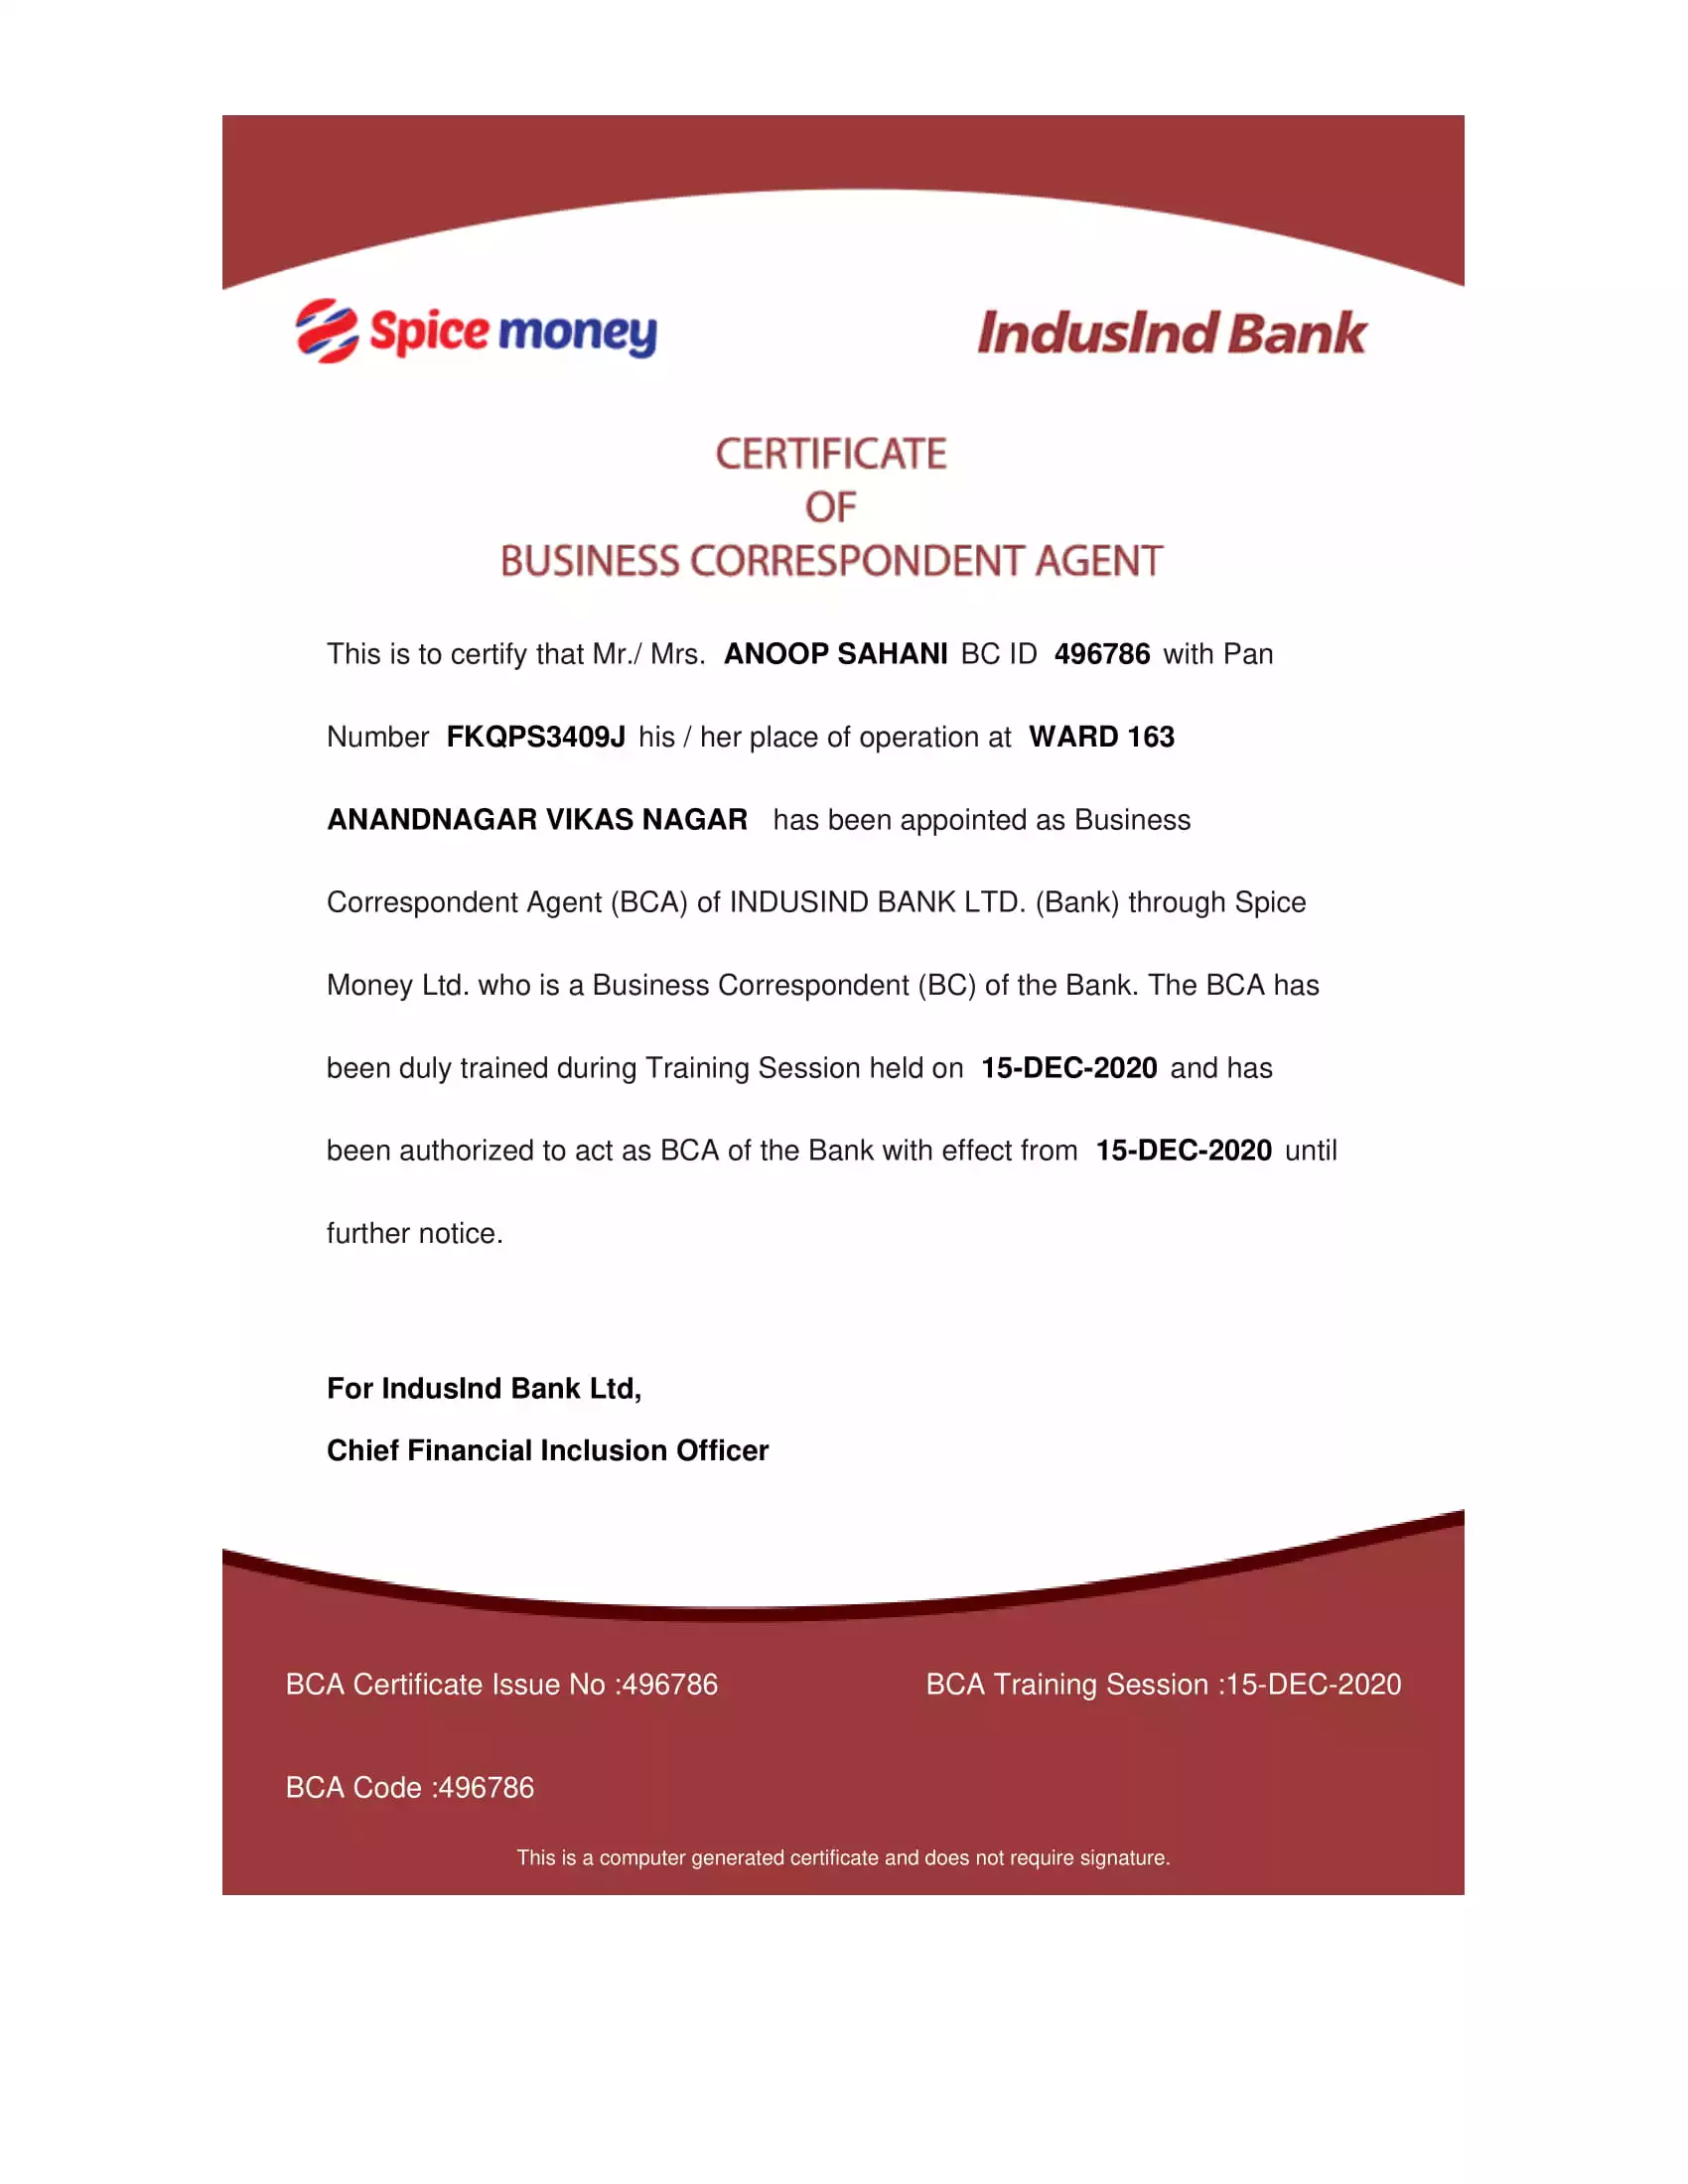 Spice money
IndusInd Bank
CERTIFICATE
OF
BUSINESS CORRESPONDENT AGENT
This is to certify that Mr./ Mrs. ANOOP SAHANI BC ID 496786 with Pan
Number FKQPS3409J his / her place of operation at WARD 163
ANANDNAGAR VIKAS NAGAR has been appointed as Business
Correspondent Agent (BCA) of INDUSIND BANK LTD. (Bank) through Spice
Money Ltd. who is a Business Correspondent (BC) of the Bank. The BCA has
been duly trained during Training Session held on 15-DEC-2020 and has
been authorized to act as BCA of the Bank with effect from 15-DEC-2020 until
further notice.
For IndusInd Bank Ltd,
Chief Financial Inclusion Officer
BCA Certificate Issue No :496786
BCA Training Session :15-DEC-2020
BCA Code :496786
This is a computer generated certificate and does not require signature.